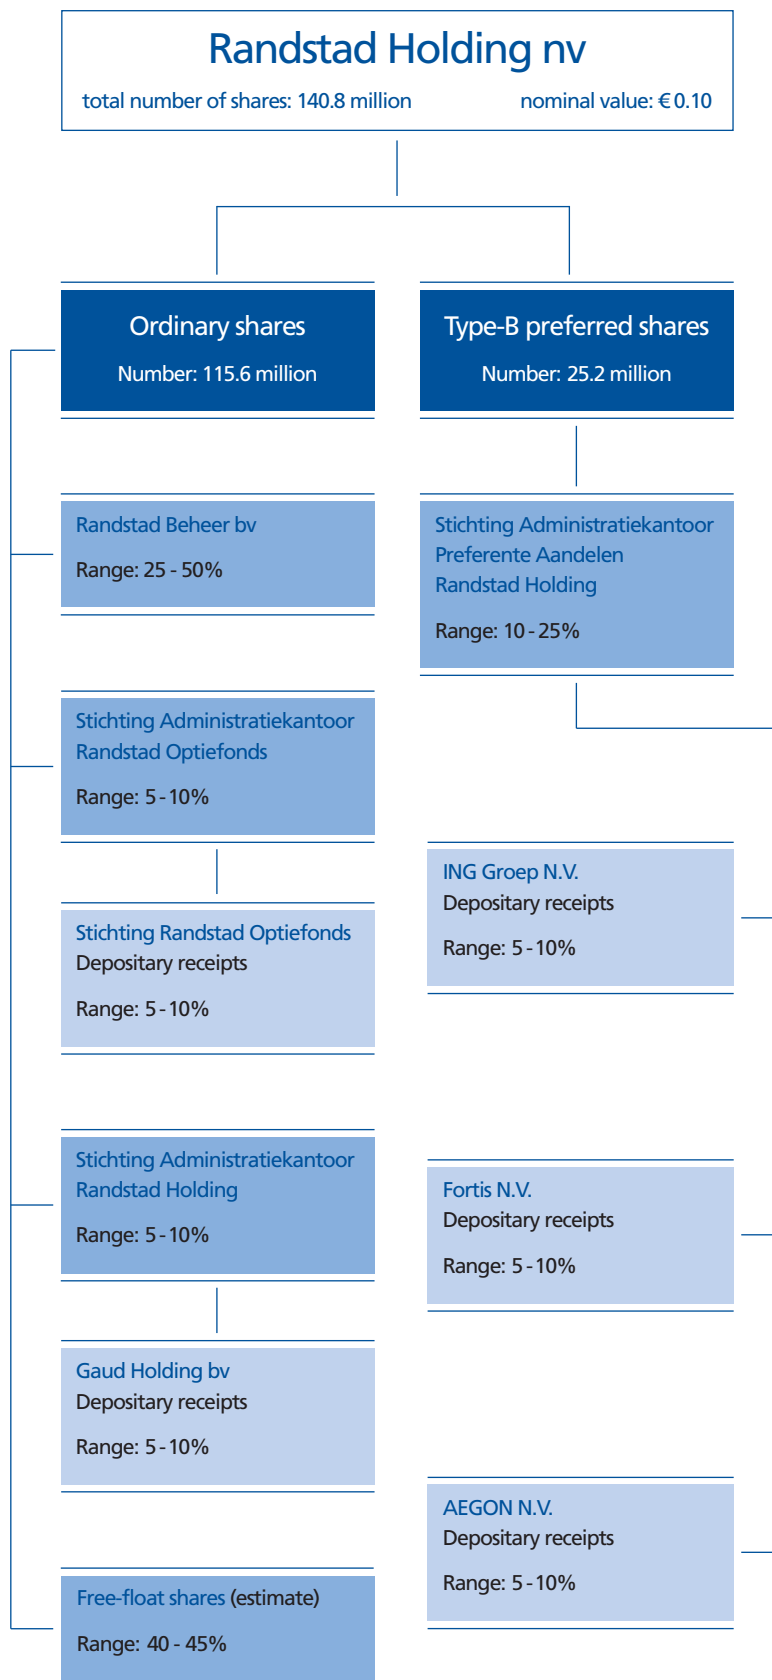 Randstad Holding nv
total number of shares: 140.8 million nominal value: € 0.10
Ordinary shares
Number: 115.6 million
Type-B preferred shares
Number: 25.2 million
Randstad Beheer bv
Range: 25 - 50%
Stichting Administratiekantoor
Preferente Aandelen
Randstad Holding
Range: 10 - 25%
Stichting Administratiekantoor
Randstad Optiefonds
Range: 5 - 10%
Stichting Randstad Optiefonds
Depositary receipts
Range: 5 - 10%
ING Groep N.V.
Depositary receipts
Range: 5 - 10%
Stichting Administratiekantoor
Randstad Holding
Range: 5 - 10%
Fortis N.V.
Depositary receipts
Range: 5 - 10%
Gaud Holding bv
Depositary receipts
Range: 5 - 10%
AEGON N.V.
Depositary receipts
Range: 5 - 10%
Free-float shares (estimate)
Range: 40 - 45%